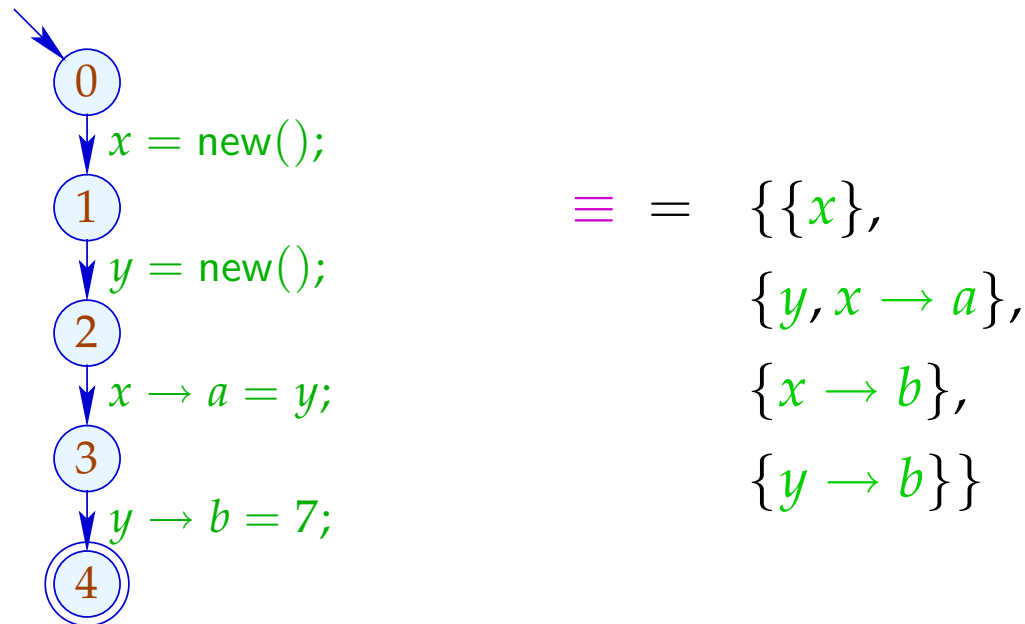 0
x = new();
1
y = new();
2
x → a = y;
3
y → b = 7;
4
≡ = {{x},
{y, x → a},
{x → b},
{y → b}}